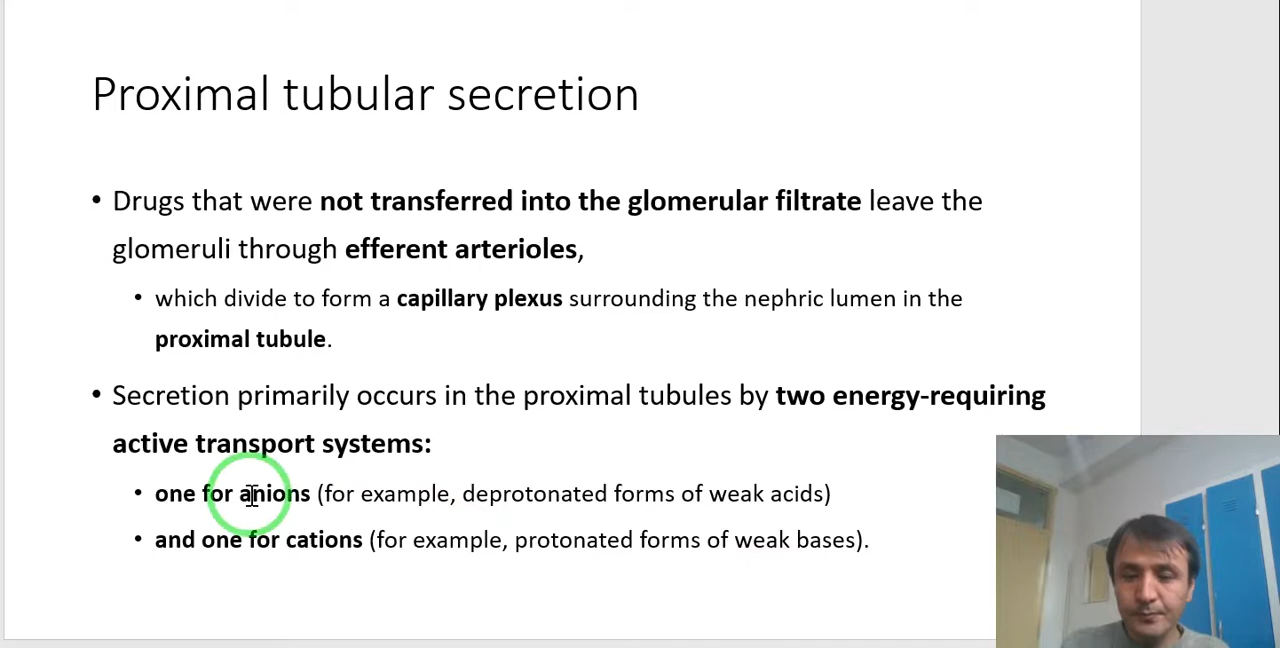 Proximal tubular secretion
• Drugs that were not transferred into the glomerular filtrate leave the
glomeruli through efferent arterioles,
• which divide to form a capillary plexus surrounding the nephric lumen in the
proximal tubule.
• Secretion primarily occurs in the proximal tubules by two energy-requiring
active transport systems:
• one for anions (for example, deprotonated forms of weak acids)
• and one for cations (for example, protonated forms of weak bases).